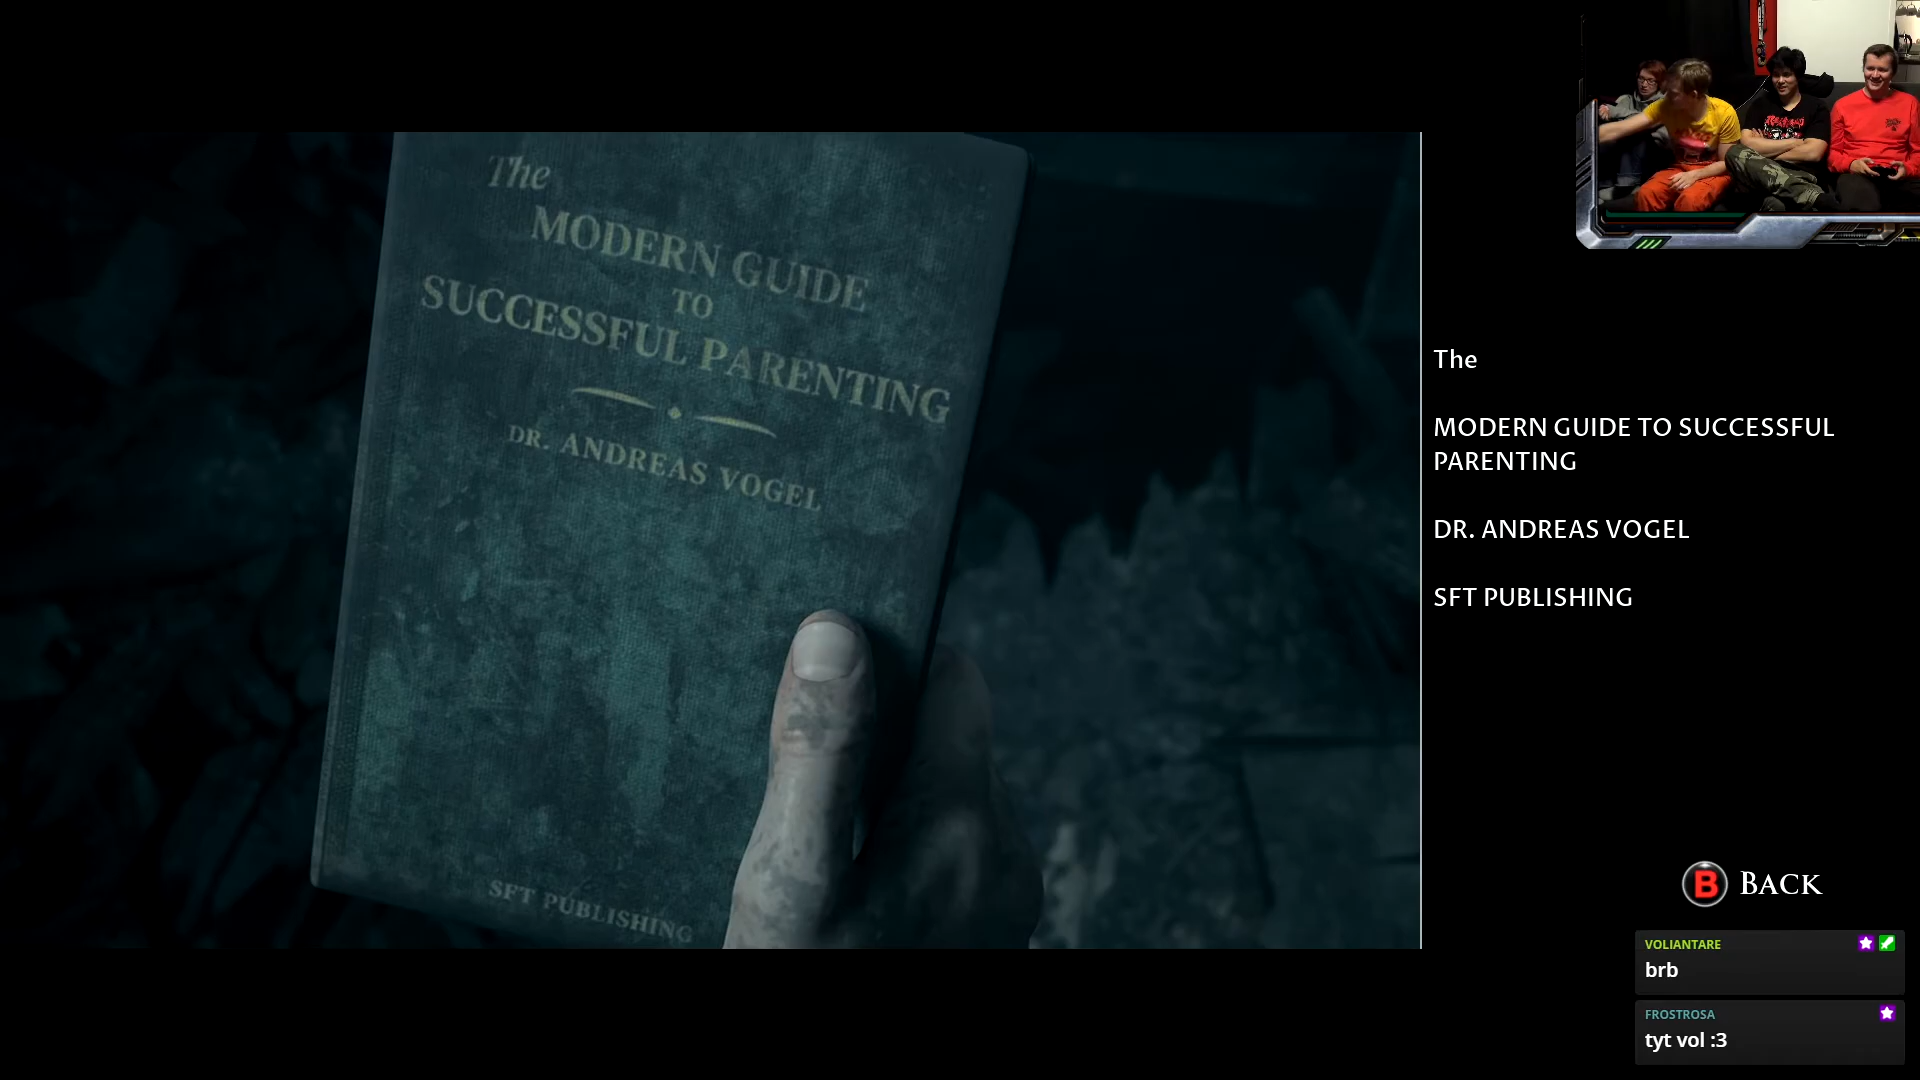 The
MODERN GUIDE
TO
SUCCESSFUL PARENTING
DR. ANDREAS VOGEL
SFT PUBLISHING
The
MODERN GUIDE TO SUCCESSFUL
PARENTING
DR. ANDREAS VOGEL
SFT PUBLISHING
B BACK
VOLIANTARE
brb
FROSTROSA
tyt vol :3